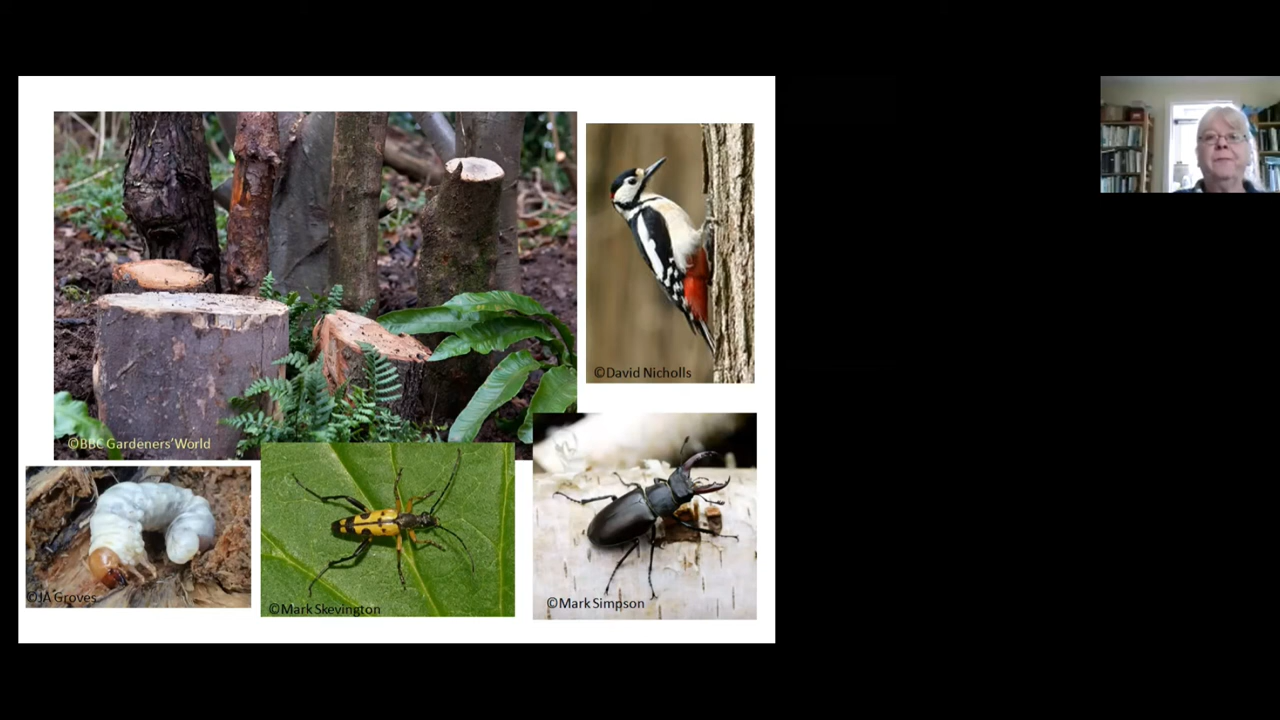 ©BBC Gardeners'World
©David Nicholls
©JA Groves
©Mark Skevington
©Mark Simpson